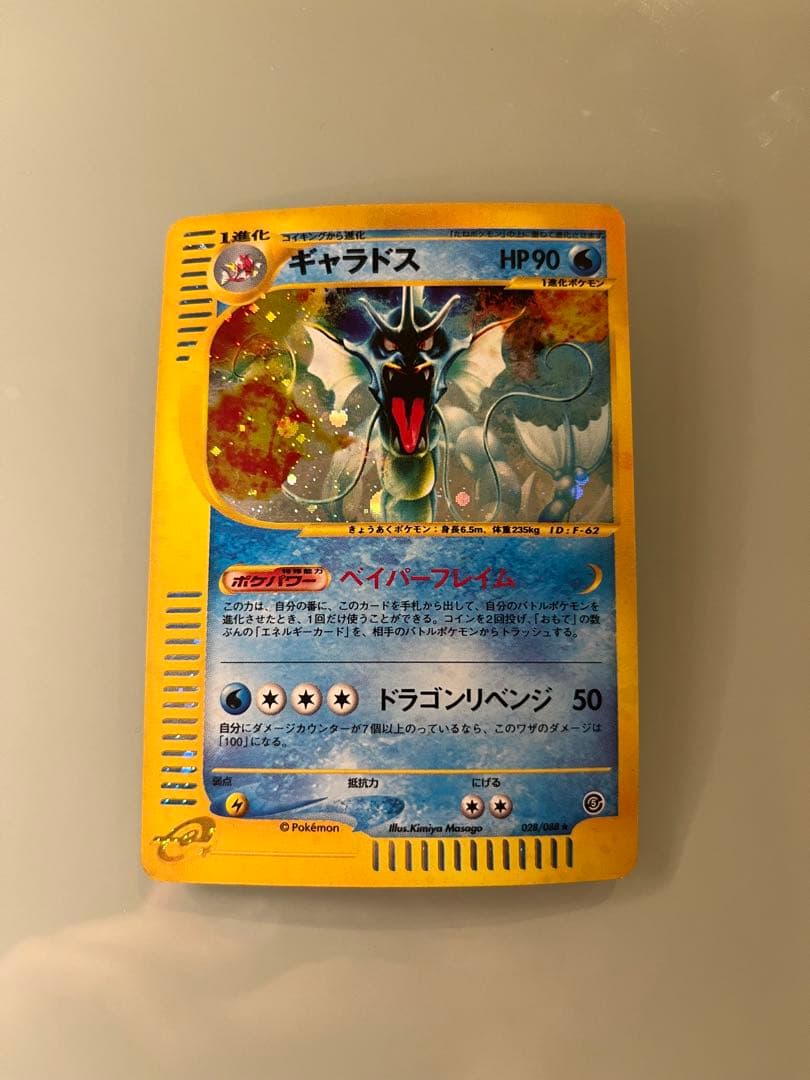 1進化
コイキングから進化
「たねポケモン」の上に重ねて進化させます
ギャラドス HP90
1進化ポケモン
きょうあくポケモン：身長6.5m、体重235kg ID:F-62
特殊能力
ポケパワー ベイパーフレイム
この力は、自分の番に、このカードを手札から出して、自分のバトルポケモンを
進化させたとき、1回だけ使うことができる。コインを2回投げ、「おもて」の数
ぶんの「エネルギーカード」を、相手のバトルポケモンからトラッシュする。
ドラゴンリベンジ 50
自分にダメージカウンターが7個以上のっているなら、このワザのダメージは
「100」になる。
弱点 抵抗力 にげる
© Pokémon Illus.Kimiya Masago 028/088★